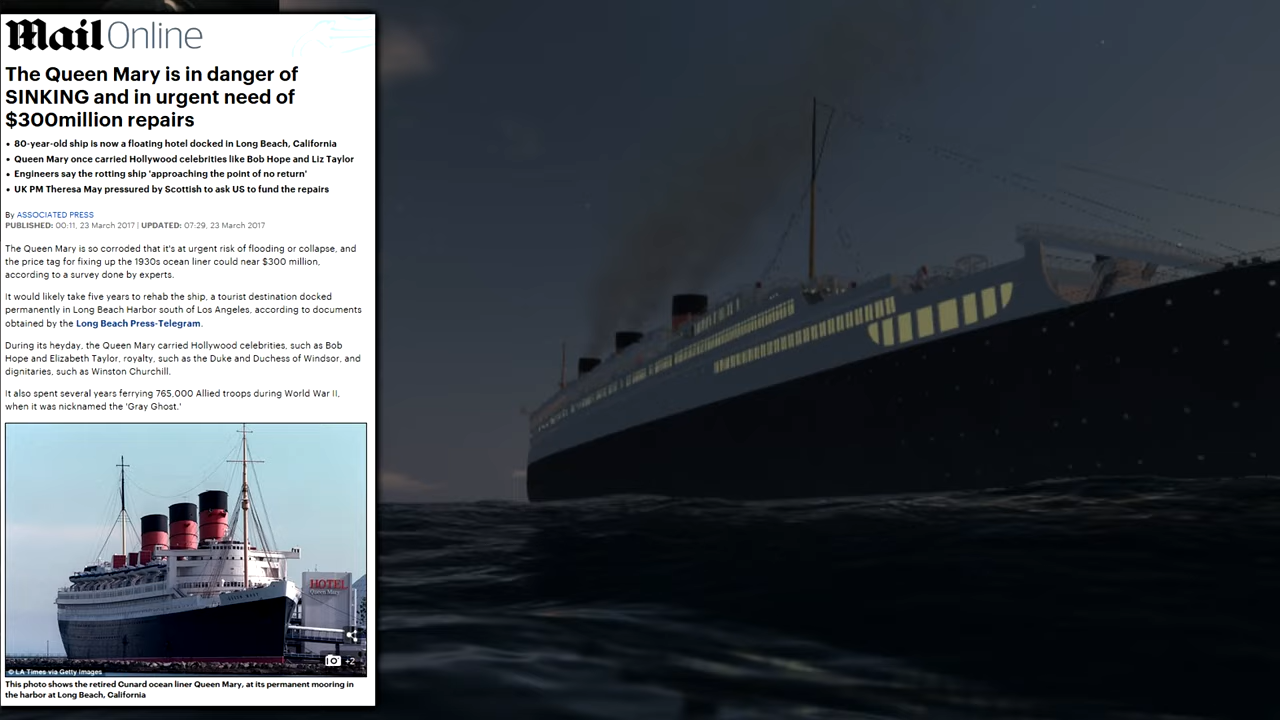 Mail Online
The Queen Mary is in danger of
SINKING and in urgent need of
$300million repairs
• 80-year-old ship is now a floating hotel docked in Long Beach, California
• Queen Mary once carried Hollywood celebrities like Bob Hope and Liz Taylor
• Engineers say the rotting ship 'approaching the point of no return'
• UK PM Theresa May pressured by Scottish to ask US to fund the repairs
By ASSOCIATED PRESS
PUBLISHED: 00:11, 23 March 2017 | UPDATED: 07:29, 23 March 2017
The Queen Mary is so corroded that it's at urgent risk of flooding or collapse, and
the price tag for fixing up the 1930s ocean liner could near $300 million,
according to a survey done by experts.
It would likely take five years to rehab the ship, a tourist destination docked
permanently in Long Beach Harbor south of Los Angeles, according to documents
obtained by the Long Beach Press-Telegram.
During its heyday, the Queen Mary carried Hollywood celebrities, such as Bob
Hope and Elizabeth Taylor, royalty, such as the Duke and Duchess of Windsor, and
dignitaries, such as Winston Churchill.
It also spent several years ferrying 765,000 Allied troops during World War II,
when it was nicknamed the 'Gray Ghost.'
HOTEL
Queen Mary
QUEEN MARY
+2
© LA Times via Getty Images
This photo shows the retired Cunard ocean liner Queen Mary, at its permanent mooring in
the harbor at Long Beach, California